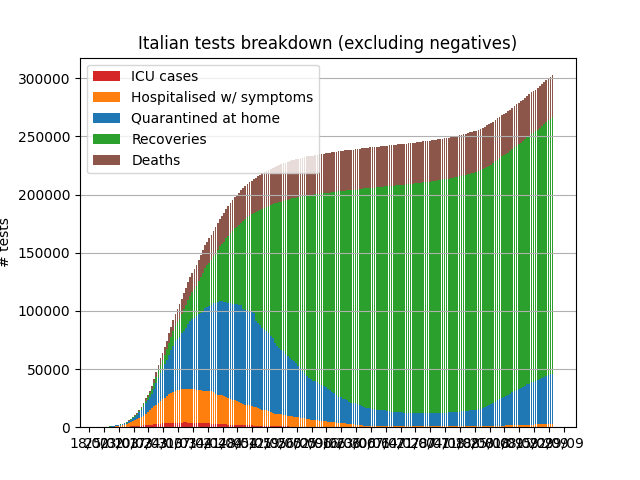 Italian tests breakdown (excluding negatives)
ICU cases
Hospitalised w/ symptoms
Quarantined at home
Recoveries
Deaths
300000
250000
200000
150000
100000
50000
0
# tests